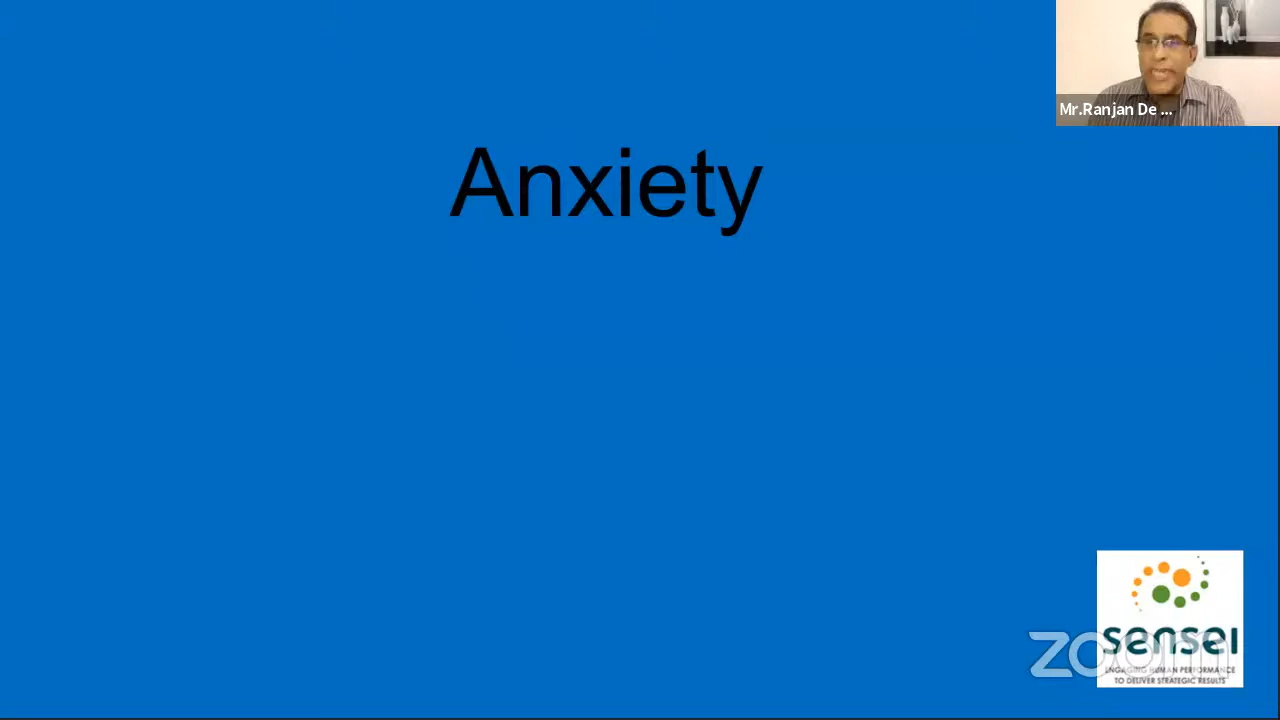 Mr.Ranjan De ...
Anxiety
sensei
zoom
ENGAGING HUMAN PERFORMANCE
TO DELIVER STRATEGIC RESULTS